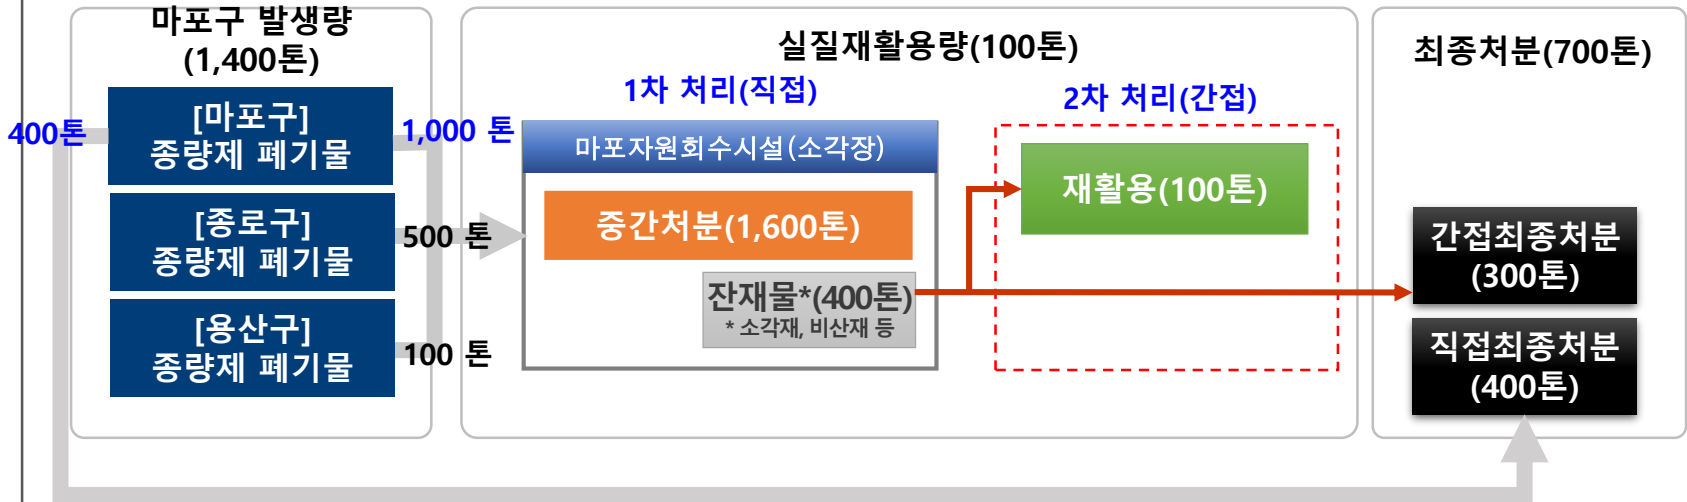 마포구 발생량
(1,400톤)
400톤
[마포구]
종량제 폐기물
1,000 톤
[종로구]
종량제 폐기물
500 톤
[용산구]
종량제 폐기물
100 톤
실질재활용량(100톤)
1차 처리(직접)
마포자원회수시설(소각장)
중간처분(1,600톤)
잔재물*(400톤)
* 소각재, 비산재 등
2차 처리(간접)
재활용(100톤)
최종처분(700톤)
간접최종처분
(300톤)
직접최종처분
(400톤)